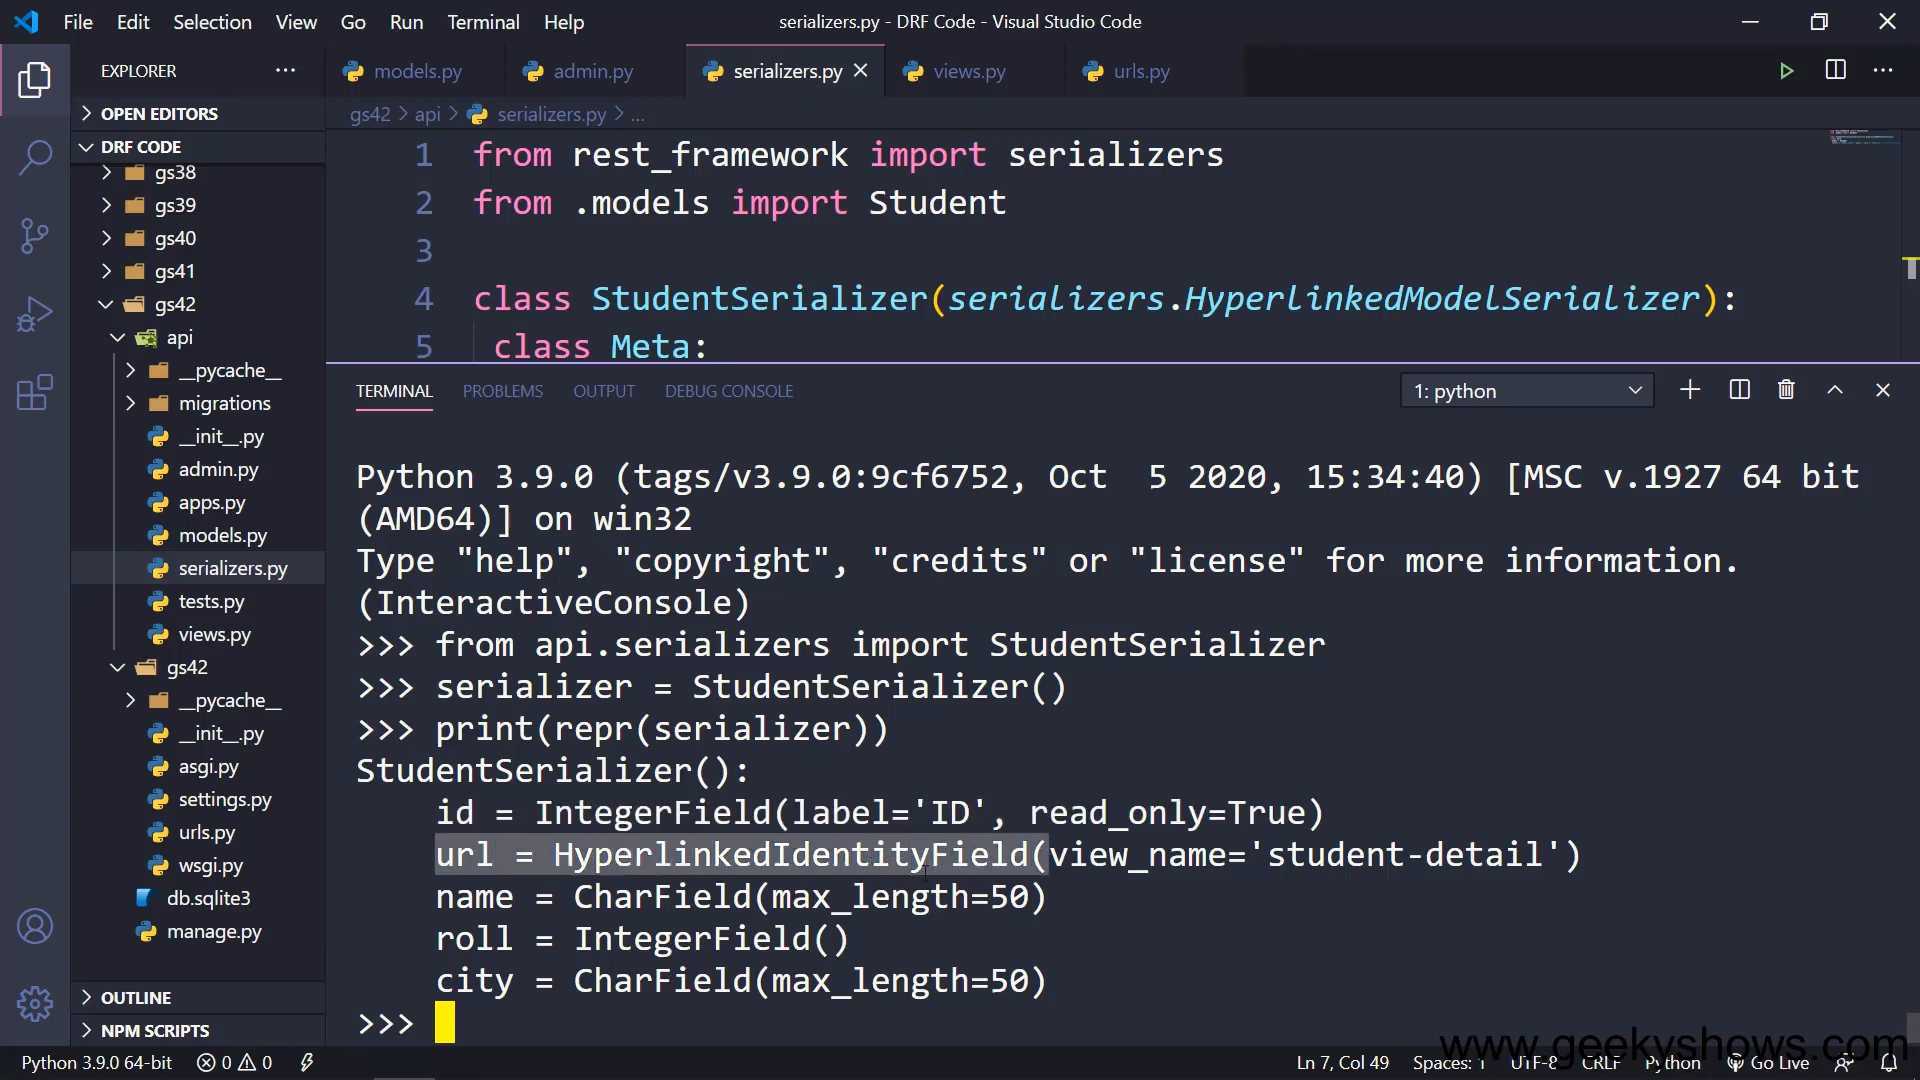 File Edit Selection View Go Run Terminal Help
serializers.py - DRF Code - Visual Studio Code
EXPLORER
models.py
admin.py
serializers.py
views.py
urls.py
OPEN EDITORS
DRF CODE
gs38
gs39
gs40
gs41
gs42
api
__pycache__
migrations
__init__.py
admin.py
apps.py
models.py
serializers.py
tests.py
views.py
gs42
__pycache__
__init__.py
asgi.py
settings.py
urls.py
wsgi.py
db.sqlite3
manage.py
OUTLINE
NPM SCRIPTS
gs42 > api > serializers.py > ...
1 from rest_framework import serializers
2 from .models import Student
3
4 class StudentSerializer(serializers.HyperlinkedModelSerializer):
5 class Meta:
TERMINAL PROBLEMS OUTPUT DEBUG CONSOLE
1: python
Python 3.9.0 (tags/v3.9.0:9cf6752, Oct  5 2020, 15:34:40) [MSC v.1927 64 bit
(AMD64)] on win32
Type "help", "copyright", "credits" or "license" for more information.
(InteractiveConsole)
>>> from api.serializers import StudentSerializer
>>> serializer = StudentSerializer()
>>> print(repr(serializer))
StudentSerializer():
    id = IntegerField(label='ID', read_only=True)
    url = HyperlinkedIdentityField(view_name='student-detail')
    name = CharField(max_length=50)
    roll = IntegerField()
    city = CharField(max_length=50)
>>>
www.geekyshows.com
Python 3.9.0 64-bit 0 0
Ln 7, Col 49 Spaces: 1 UTF-8 CRLF Python Go Live